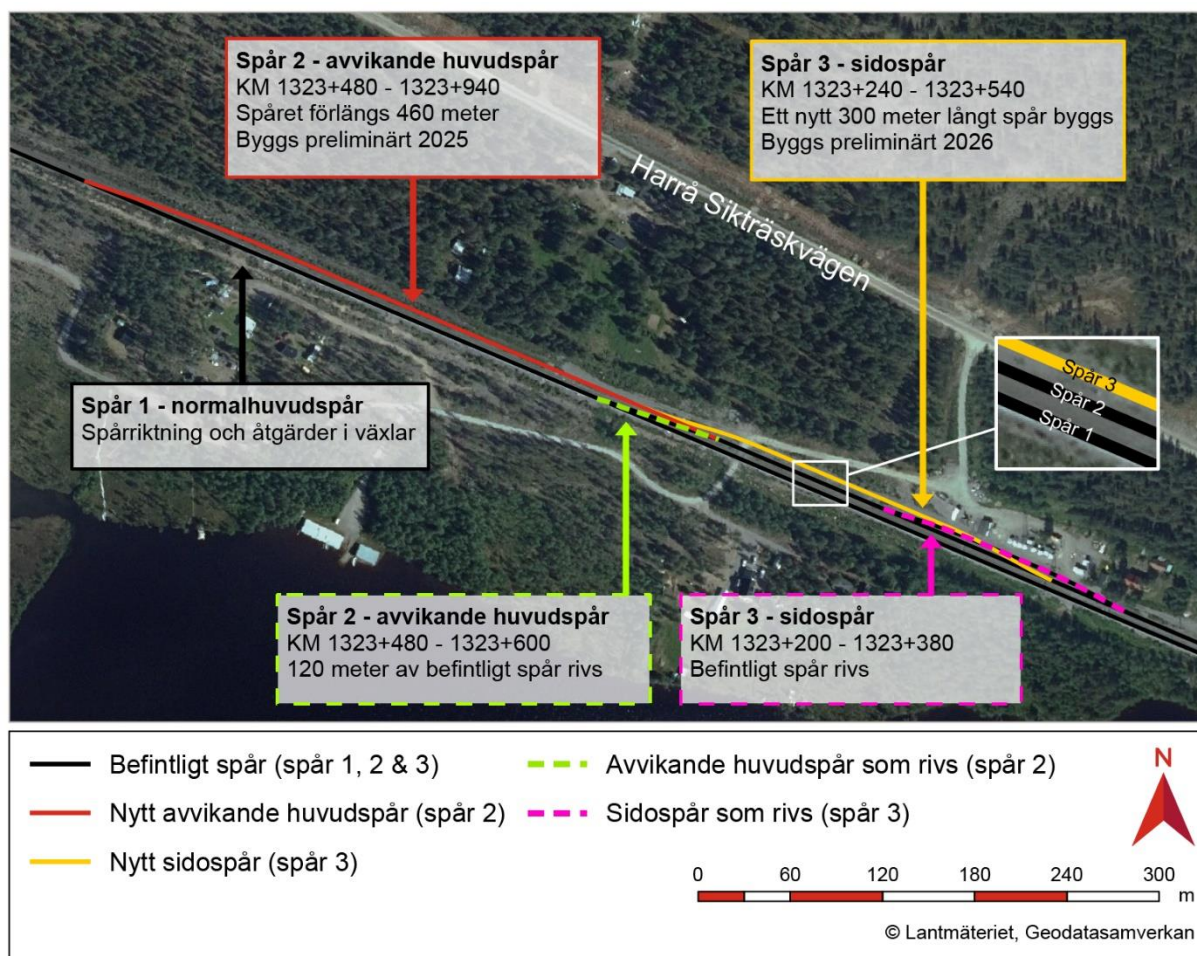 Spår 2 - avvikande huvudspår
KM 1323+480 - 1323+940
Spåret förlängs 460 meter
Byggs preliminärt 2025
Spår 3 - sidospår
KM 1323+240 - 1323+540
Ett nytt 300 meter långt spår byggs
Byggs preliminärt 2026
Harrå Sikträskvägen
Spår 3
Spår 2
Spår 1
Spår 1 - normalhuvudspår
Spårriktning och åtgärder i växlar
Spår 2 - avvikande huvudspår
KM 1323+480 - 1323+600
120 meter av befintligt spår rivs
Spår 3 - sidospår
KM 1323+200 - 1323+380
Befintligt spår rivs
Befintligt spår (spår 1, 2 & 3)
Nytt avvikande huvudspår (spår 2)
Nytt sidospår (spår 3)
Avvikande huvudspår som rivs (spår 2)
Sidospår som rivs (spår 3)
N
0 60 120 180 240 300
m
© Lantmäteriet, Geodatasamverkan